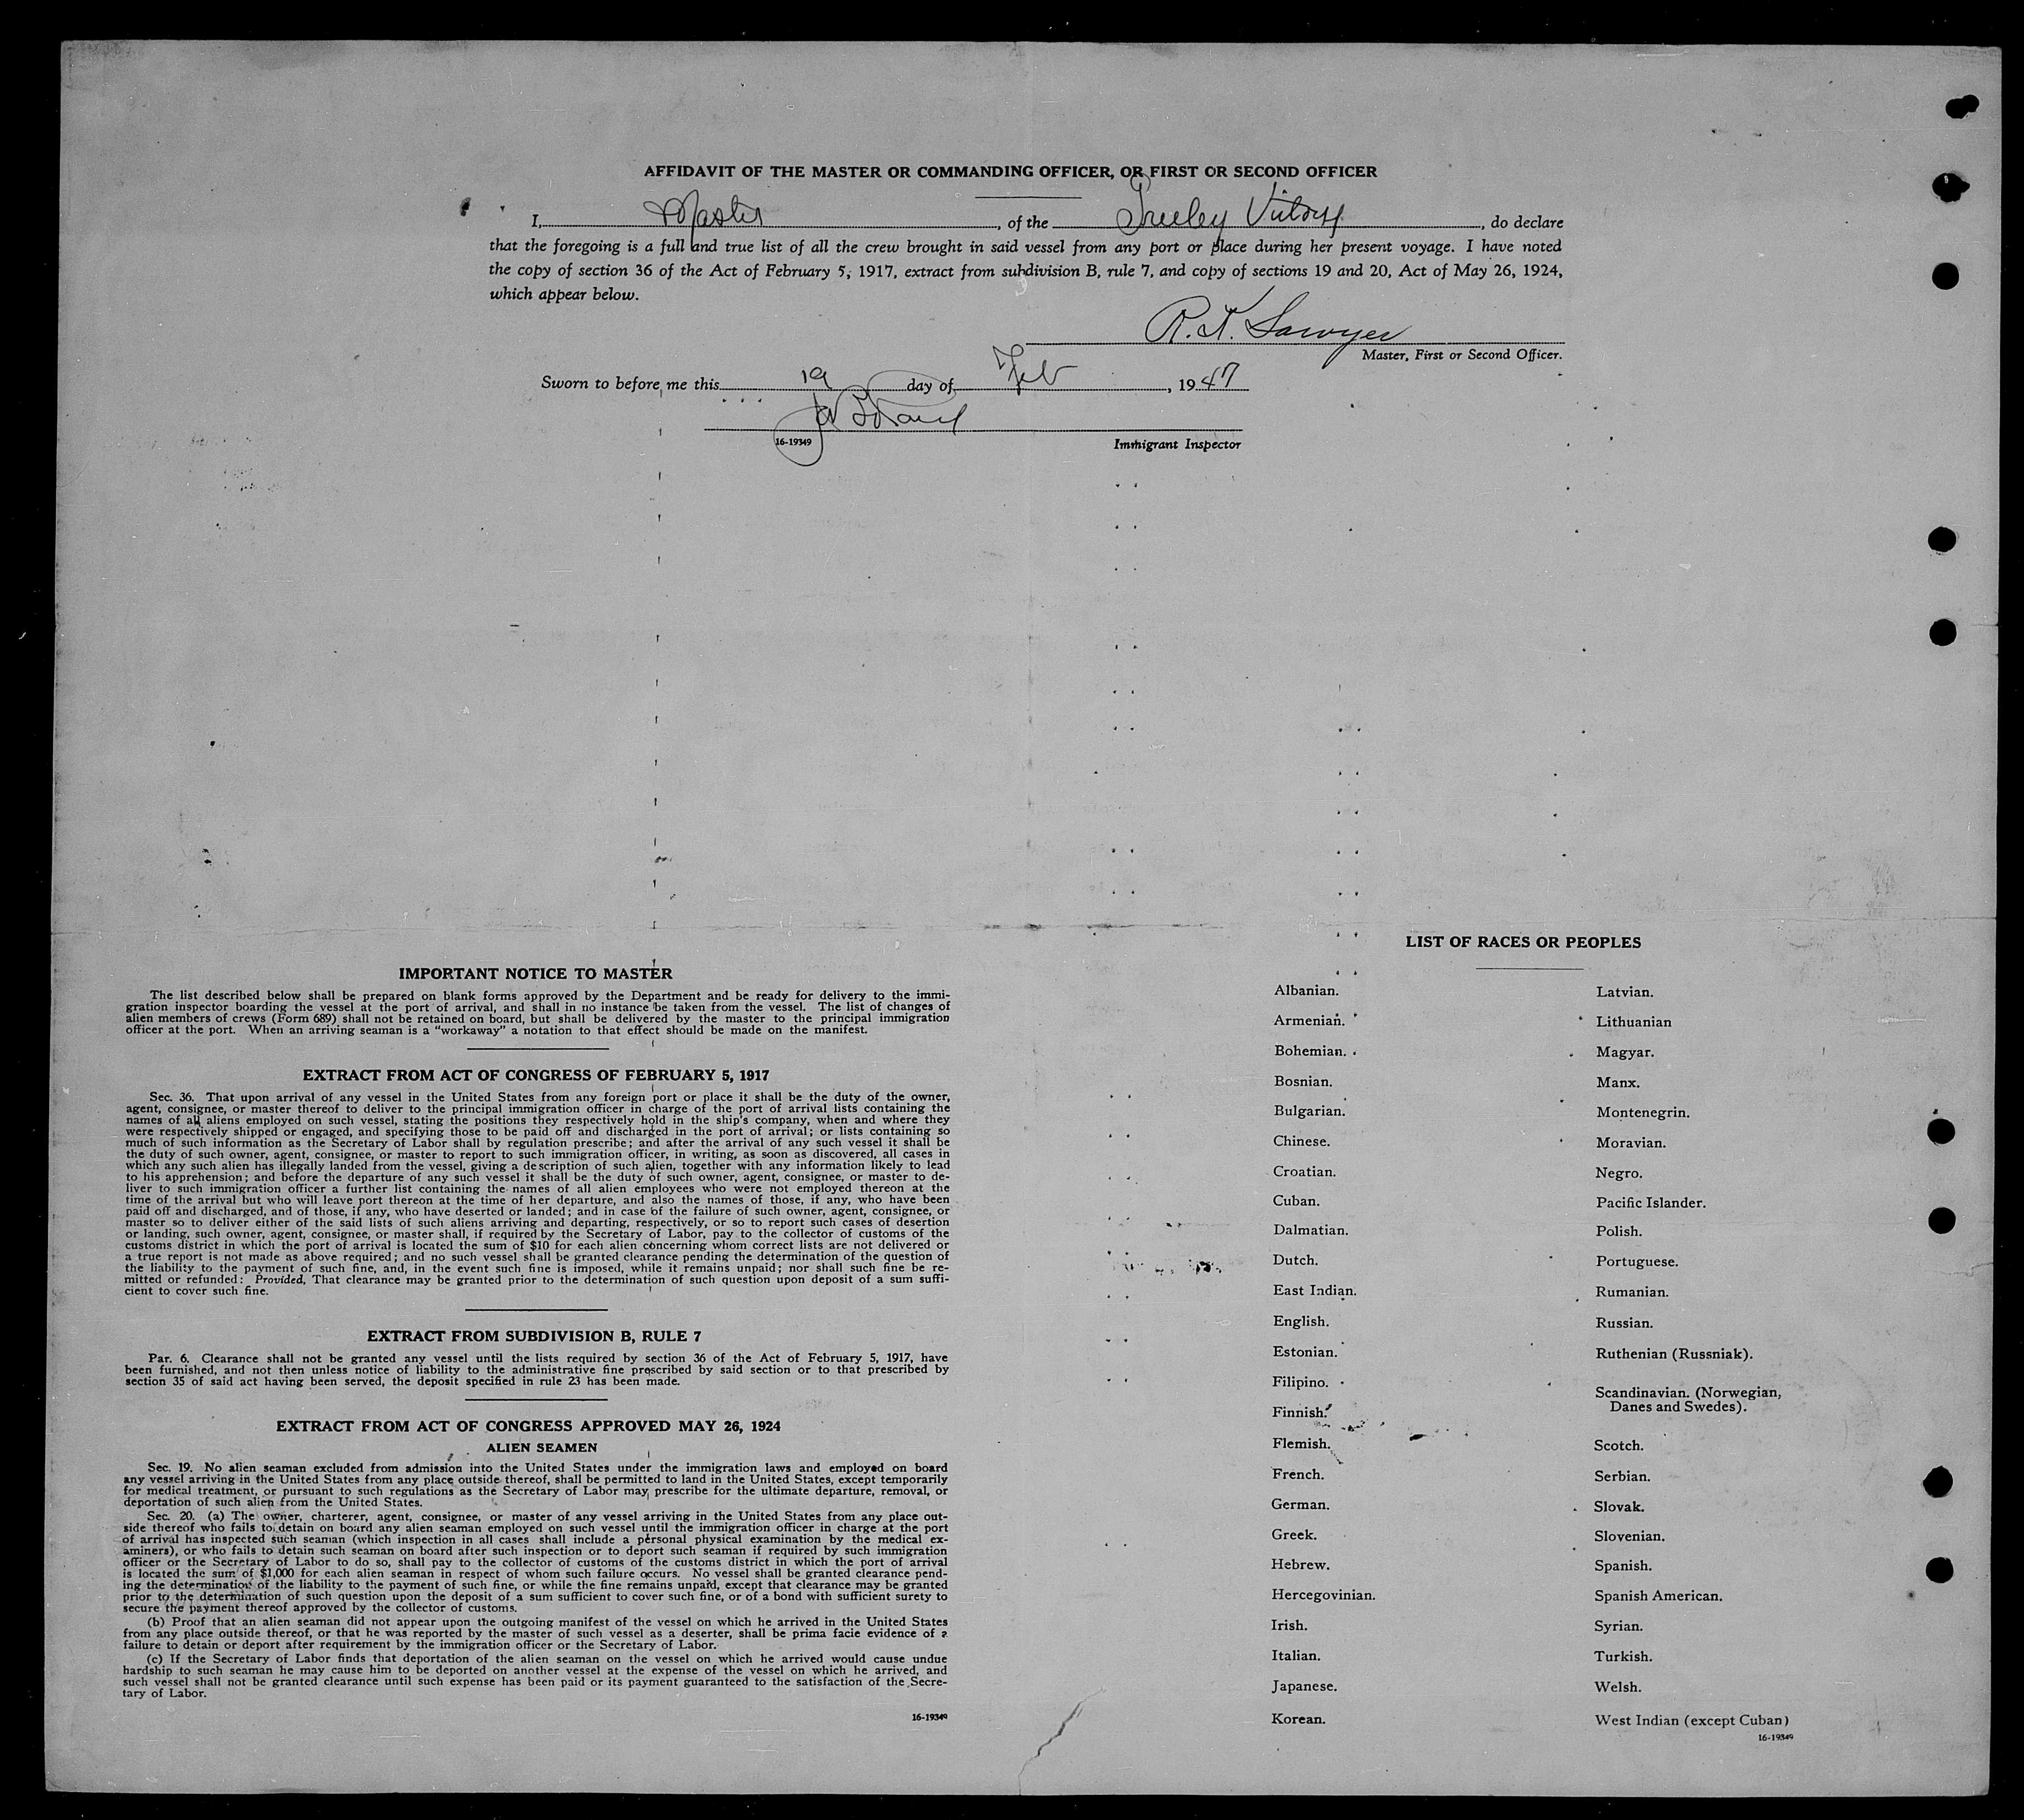 AFFIDAVIT OF THE MASTER OR COMMANDING OFFICER, OR FIRST OR SECOND OFFICER
I, Master, of the Greeley Victory, do declare
that the foregoing is a full and true list of all the crew brought in said vessel from any port or place during her present voyage. I have noted
the copy of section 36 of the Act of February 5, 1917, extract from subdivision B, rule 7, and copy of sections 19 and 20, Act of May 26, 1924,
which appear below.
R. T. Sawyer
Master, First or Second Officer.
Sworn to before me this 19 day of Feb, 1947
16-19349 Immigrant Inspector
IMPORTANT NOTICE TO MASTER
The list described below shall be prepared on blank forms approved by the Department and be ready for delivery to the immi-
gration inspector boarding the vessel at the port of arrival, and shall in no instance be taken from the vessel. The list of changes of
alien members of crews (Form 689) shall not be retained on board, but shall be delivered by the master to the principal immigration
officer at the port. When an arriving seaman is a "workaway" a notation to that effect should be made on the manifest.
EXTRACT FROM ACT OF CONGRESS OF FEBRUARY 5, 1917
Sec. 36. That upon arrival of any vessel in the United States from any foreign port or place it shall be the duty of the owner,
agent, consignee, or master thereof to deliver to the principal immigration officer in charge of the port of arrival lists containing the
names of all aliens employed on such vessel, stating the positions they respectively hold in the ship's company, when and where they
were respectively shipped or engaged, and specifying those to be paid off and discharged in the port of arrival; or lists containing so
much of such information as the Secretary of Labor shall by regulation prescribe; and after the arrival of any such vessel it shall be
the duty of such owner, agent, consignee, or master to report to such immigration officer, in writing, as soon as discovered, all cases in
which any such alien has illegally landed from the vessel, giving a description of such alien, together with any information likely to lead
to his apprehension; and before the departure of any such vessel it shall be the duty of such owner, agent, consignee, or master to de-
liver to such immigration officer a further list containing the names of all alien employees who were not employed thereon at the
time of the arrival but who will leave port thereon at the time of her departure, and also the names of those, if any, who have been
paid off and discharged, and of those, if any, who have deserted or landed; and in case of the failure of such owner, agent, consignee, or
master so to deliver either of the said lists of such aliens arriving and departing, respectively, or so to report such cases of desertion
or landing, such owner, agent, consignee, or master shall, if required by the Secretary of Labor, pay to the collector of customs of the
customs district in which the port of arrival is located the sum of $10 for each alien concerning whom correct lists are not delivered or
a true report is not made as above required; and no such vessel shall be granted clearance pending the determination of the question of
the liability to the payment of such fine, and, in the event such fine is imposed, while it remains unpaid; nor shall such fine be re-
mitted or refunded: Provided, That clearance may be granted prior to the determination of such question upon deposit of a sum suffi-
cient to cover such fine.
EXTRACT FROM SUBDIVISION B, RULE 7
Par. 6. Clearance shall not be granted any vessel until the lists required by section 36 of the Act of February 5, 1917, have
been furnished, and not then unless notice of liability to the administrative fine prescribed by said section or to that prescribed by
section 35 of said act having been served, the deposit specified in rule 23 has been made.
EXTRACT FROM ACT OF CONGRESS APPROVED MAY 26, 1924
ALIEN SEAMEN
Sec. 19. No alien seaman excluded from admission into the United States under the immigration laws and employed on board
any vessel arriving in the United States from any place outside thereof, shall be permitted to land in the United States, except temporarily
for medical treatment, or pursuant to such regulations as the Secretary of Labor may prescribe for the ultimate departure, removal, or
deportation of such alien from the United States.
Sec. 20. (a) The owner, charterer, agent, consignee, or master of any vessel arriving in the United States from any place out-
side thereof who fails to detain on board any alien seaman employed on such vessel until the immigration officer in charge at the port
of arrival has inspected such seaman (which inspection in all cases shall include a personal physical examination by the medical ex-
aminers), or who fails to detain such seaman on board after such inspection or to deport such seaman if required by such immigration
officer or the Secretary of Labor to do so, shall pay to the collector of customs of the customs district in which the port of arrival
is located the sum of $1,000 for each alien seaman in respect of whom such failure occurs. No vessel shall be granted clearance pend-
ing the determination of the liability to the payment of such fine, or while the fine remains unpaid, except that clearance may be granted
prior to the determination of such question upon the deposit of a sum sufficient to cover such fine, or of a bond with sufficient surety to
secure the payment thereof approved by the collector of customs.
(b) Proof that an alien seaman did not appear upon the outgoing manifest of the vessel on which he arrived in the United States
from any place outside thereof, or that he was reported by the master of such vessel as a deserter, shall be prima facie evidence of a
failure to detain or deport after requirement by the immigration officer or the Secretary of Labor.
(c) If the Secretary of Labor finds that deportation of the alien seaman on the vessel on which he arrived would cause undue
hardship to such seaman he may cause him to be deported on another vessel at the expense of the vessel on which he arrived, and
such vessel shall not be granted clearance until such expense has been paid or its payment guaranteed to the satisfaction of the Secre-
tary of Labor.
16-19349
LIST OF RACES OR PEOPLES
Albanian.
Armenian.
Bohemian.
Bosnian.
Bulgarian.
Chinese.
Croatian.
Cuban.
Dalmatian.
Dutch.
East Indian.
English.
Estonian.
Filipino.
Finnish.
Flemish.
French.
German.
Greek.
Hebrew.
Hercegovinian.
Irish.
Italian.
Japanese.
Korean.
Latvian.
Lithuanian
Magyar.
Manx.
Montenegrin.
Moravian.
Negro.
Pacific Islander.
Polish.
Portuguese.
Rumanian.
Russian.
Ruthenian (Russniak).
Scandinavian. (Norwegian,
Danes and Swedes).
Scotch.
Serbian.
Slovak.
Slovenian.
Spanish.
Spanish American.
Syrian.
Turkish.
Welsh.
West Indian (except Cuban)
16-19349